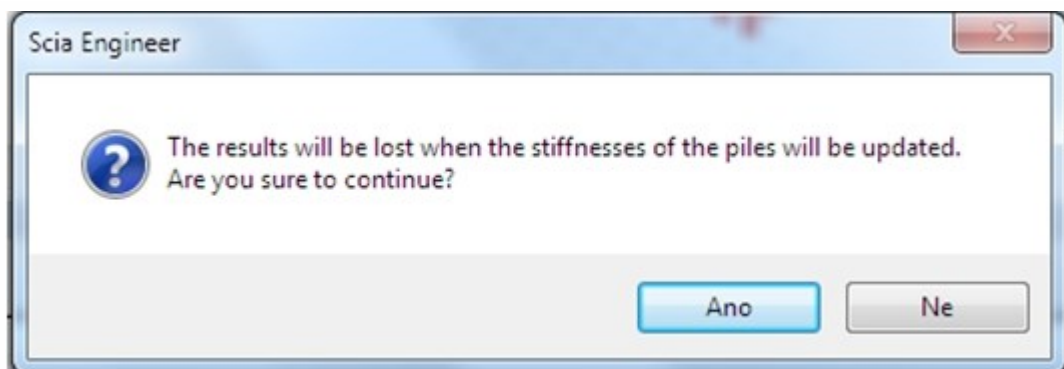 Scia Engineer
The results will be lost when the stiffnesses of the piles will be updated.
Are you sure to continue?
Ano
Ne